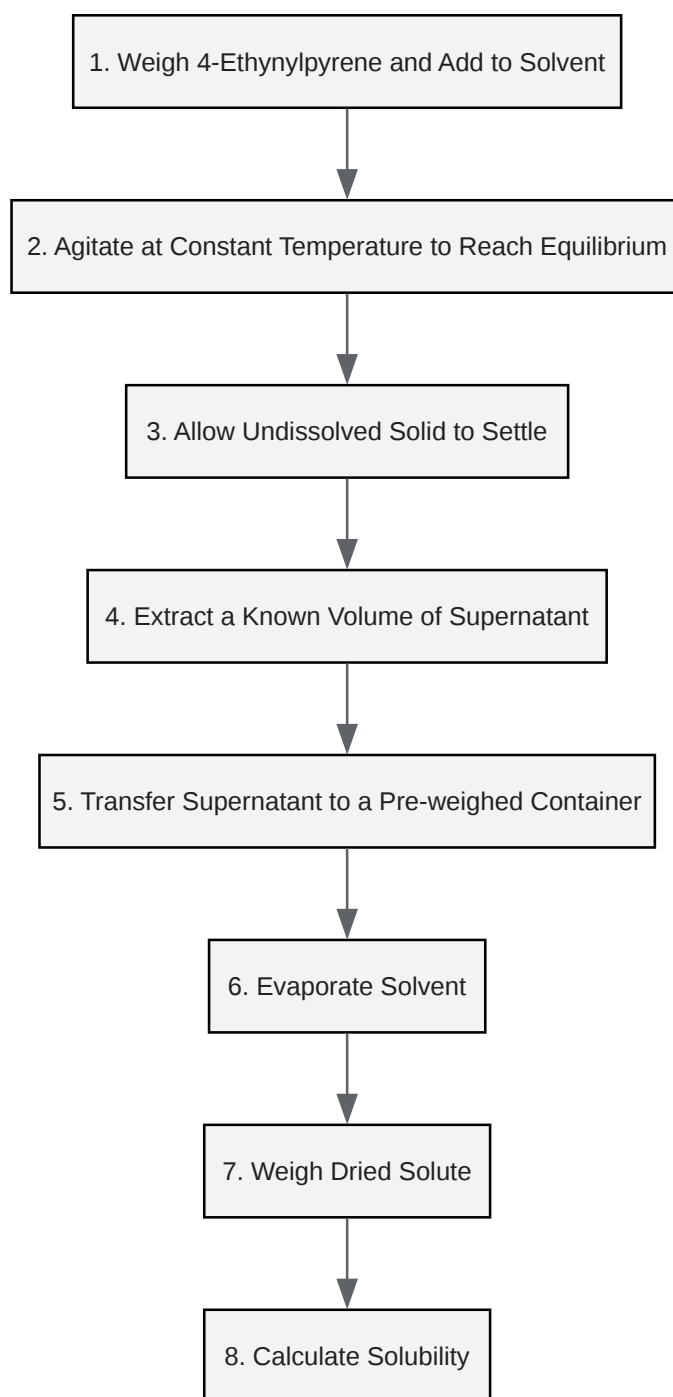 1. Weigh 4-Ethynylpyrene and Add to Solvent
2. Agitate at Constant Temperature to Reach Equilibrium
3. Allow Undissolved Solid to Settle
4. Extract a Known Volume of Supernatant
5. Transfer Supernatant to a Pre-weighed Container
6. Evaporate Solvent
7. Weigh Dried Solute
8. Calculate Solubility